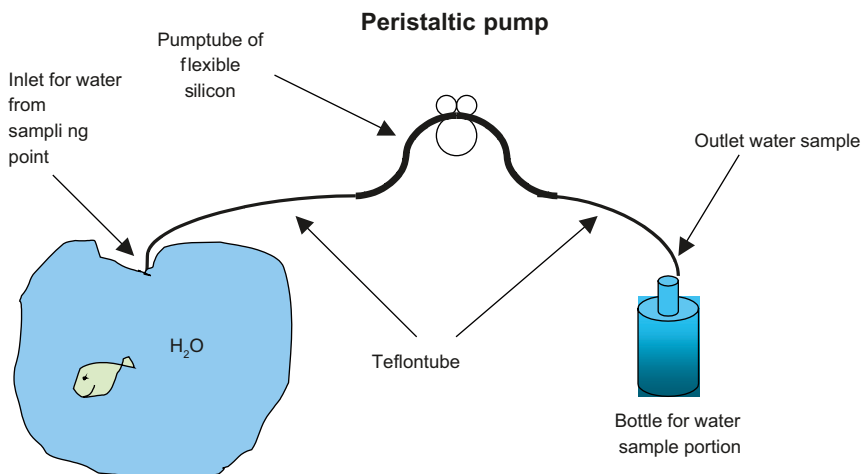 Peristaltic pump
Pumptube of
flexible
silicon
Inlet for water
from
sampli ng
point
Outlet water sample
H₂O
Teflontube
Bottle for water
sample portion